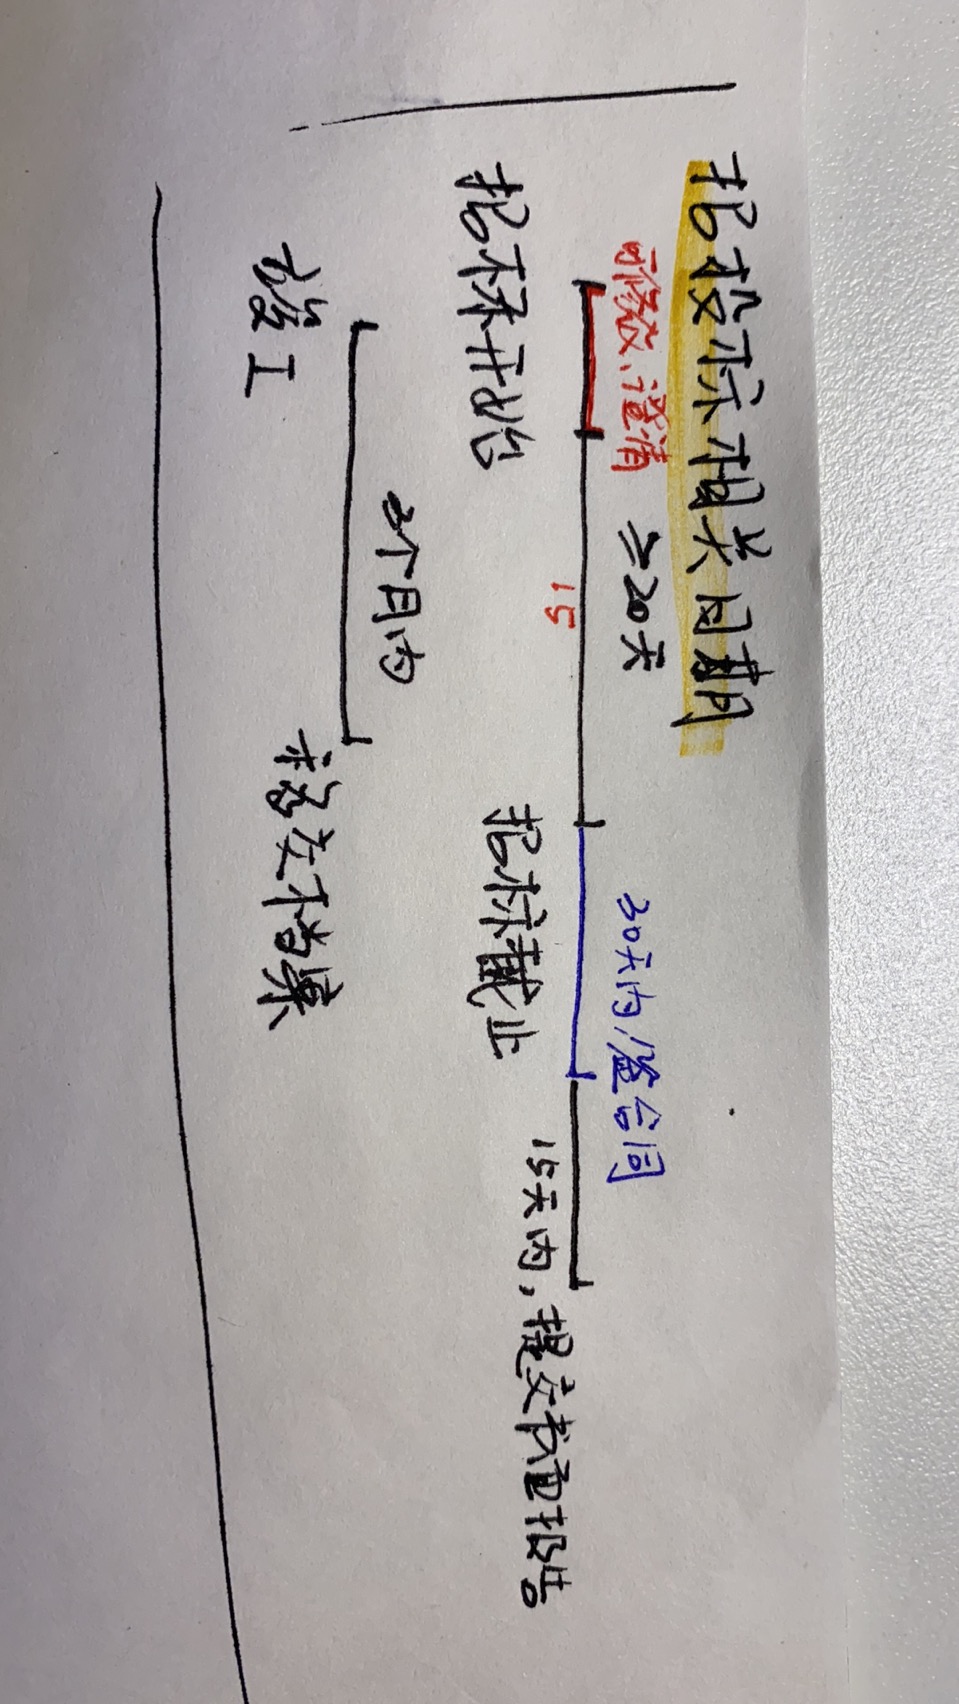 招投标相关日期
可修改、澄清 ≥20天 30天内,签合同
15
15天内,提交书面报告
招标开始 招标截止
3个月内
竣工 移交档案